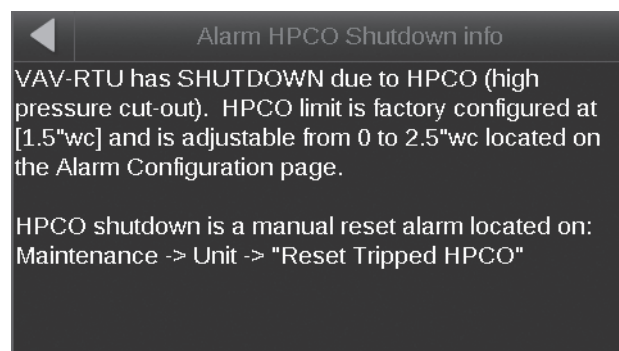 Alarm HPCO Shutdown info
VAV-RTU has SHUTDOWN due to HPCO (high
pressure cut-out).  HPCO limit is factory configured at
[1.5"wc] and is adjustable from 0 to 2.5"wc located on
the Alarm Configuration page.
HPCO shutdown is a manual reset alarm located on:
Maintenance -> Unit -> "Reset Tripped HPCO"